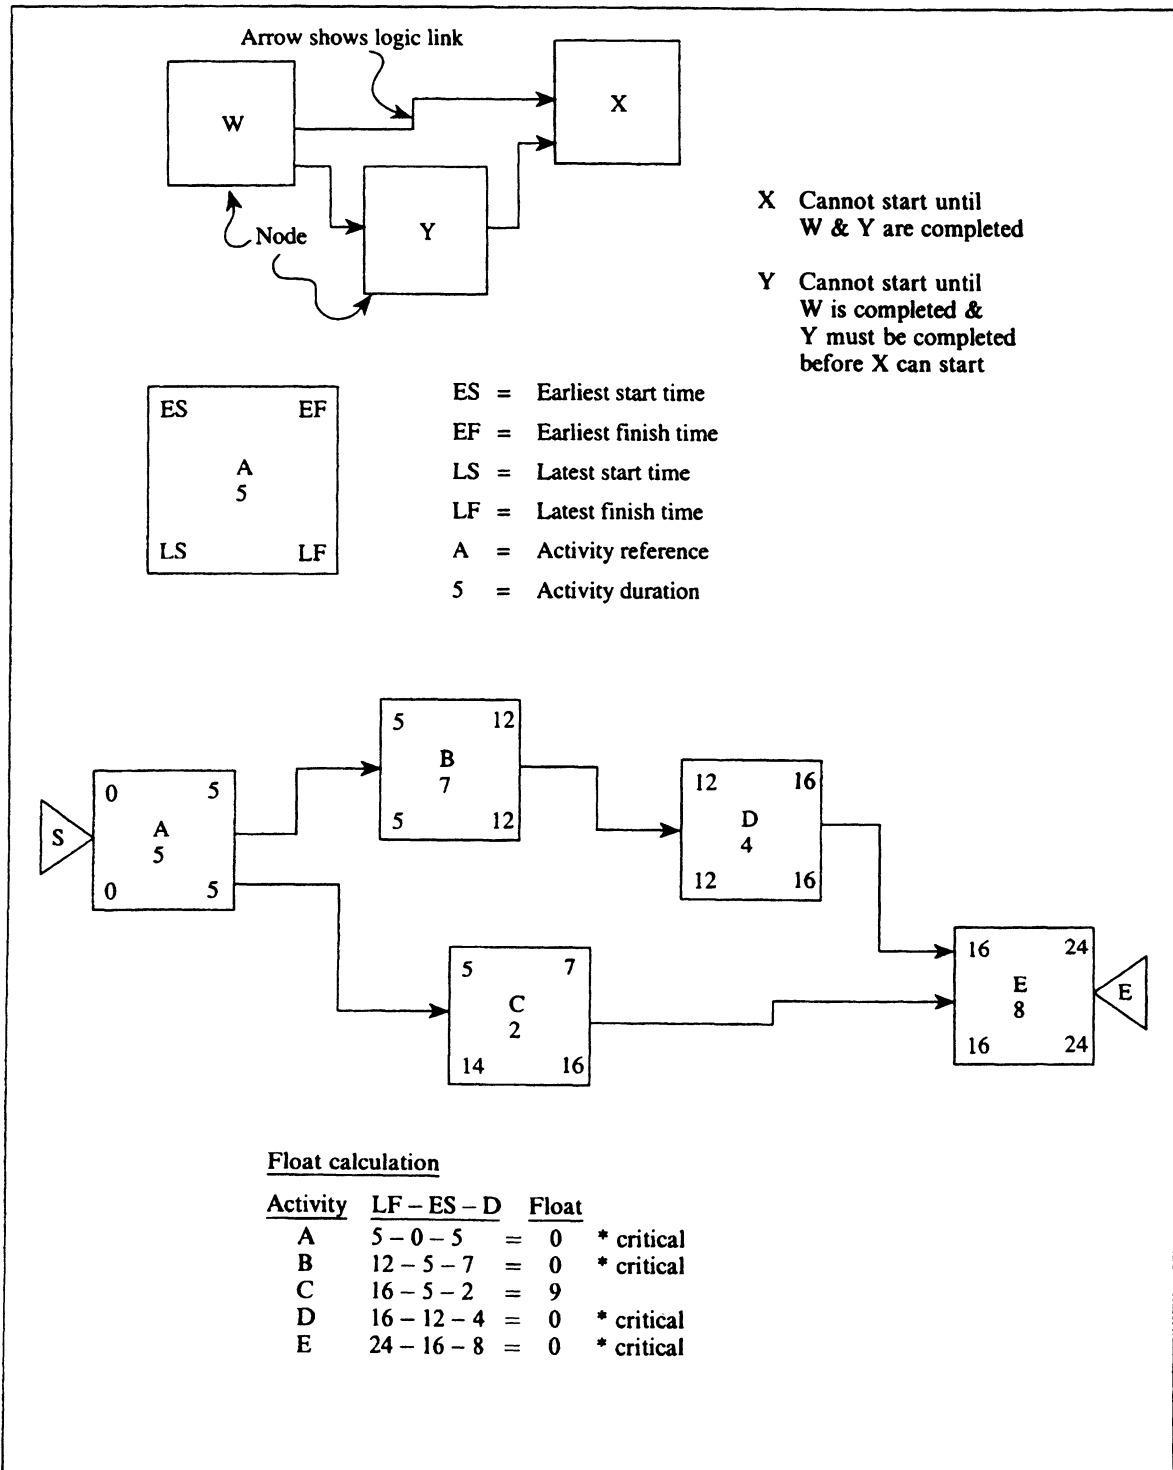 Arrow shows logic link
W
X
Y
Node
X Cannot start until
W & Y are completed
Y Cannot start until
W is completed &
Y must be completed
before X can start
ES EF
A
5
LS LF
ES = Earliest start time
EF = Earliest finish time
LS = Latest start time
LF = Latest finish time
A = Activity reference
5 = Activity duration
S
0 5
A
5
0 5
5 12
B
7
5 12
12 16
D
4
12 16
5 7
C
2
14 16
16 24
E
8
16 24
E
Float calculation
Activity LF – ES – D Float
A 5 – 0 – 5 = 0 * critical
B 12 – 5 – 7 = 0 * critical
C 16 – 5 – 2 = 9
D 16 – 12 – 4 = 0 * critical
E 24 – 16 – 8 = 0 * critical